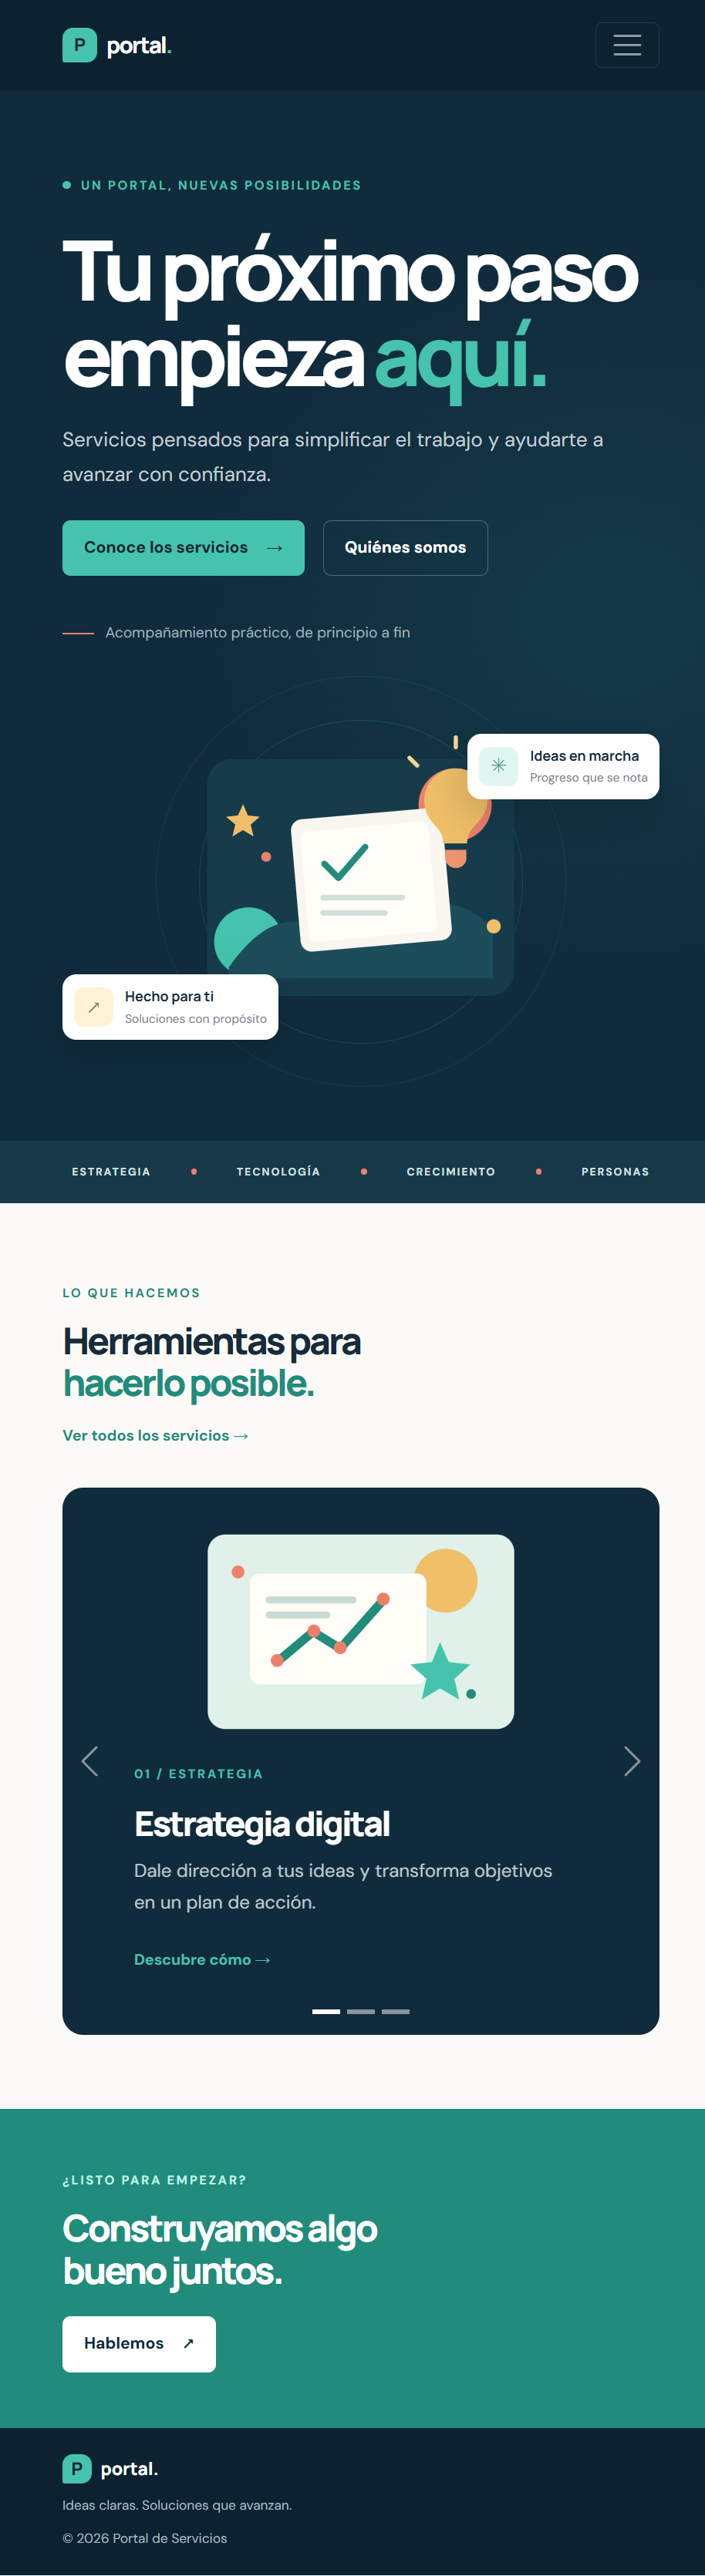 P portal.
UN PORTAL, NUEVAS POSIBILIDADES
Tu próximo paso
empieza aquí.
Servicios pensados para simplificar el trabajo y ayudarte a
avanzar con confianza.
Conoce los servicios →
Quiénes somos
Acompañamiento práctico, de principio a fin
Ideas en marcha
Progreso que se nota
Hecho para ti
Soluciones con propósito
ESTRATEGIA
TECNOLOGÍA
CRECIMIENTO
PERSONAS
LO QUE HACEMOS
Herramientas para
hacerlo posible.
Ver todos los servicios →
01 / ESTRATEGIA
Estrategia digital
Dale dirección a tus ideas y transforma objetivos
en un plan de acción.
Descubre cómo →
¿LISTO PARA EMPEZAR?
Construyamos algo
bueno juntos.
Hablemos ↗
P portal.
Ideas claras. Soluciones que avanzan.
© 2026 Portal de Servicios